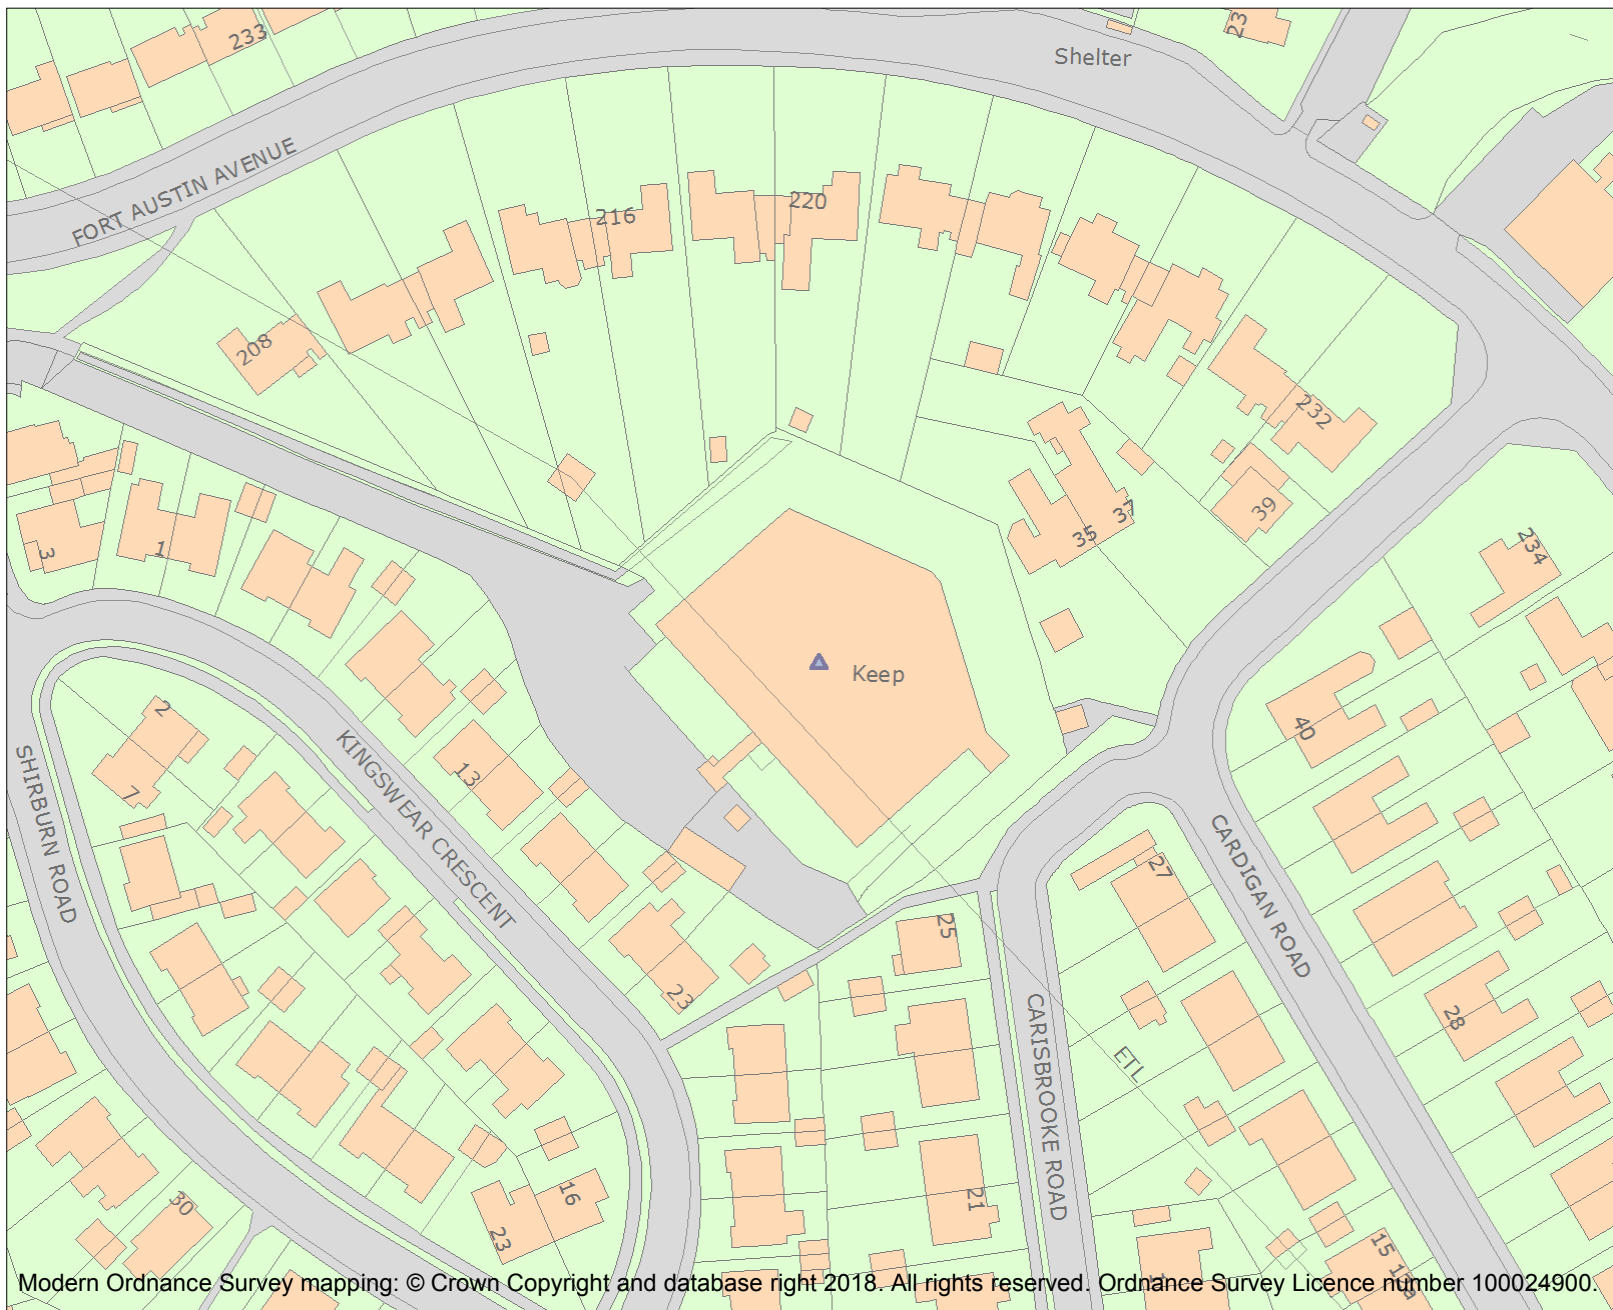 233
23
Shelter
FORT AUSTIN AVENUE
216
220
208
232
39
37
35
234
3
1
Keep
2
7
13
40
SHIRBURN ROAD
KINGSWEAR CRESCENT
CARDIGAN ROAD
27
25
23
28
CARISBROOKE ROAD
ETL
21
16
30
23
15
Modern Ordnance Survey mapping: © Crown Copyright and database right 2018. All rights reserved. Ordnance Survey Licence number 100024900.